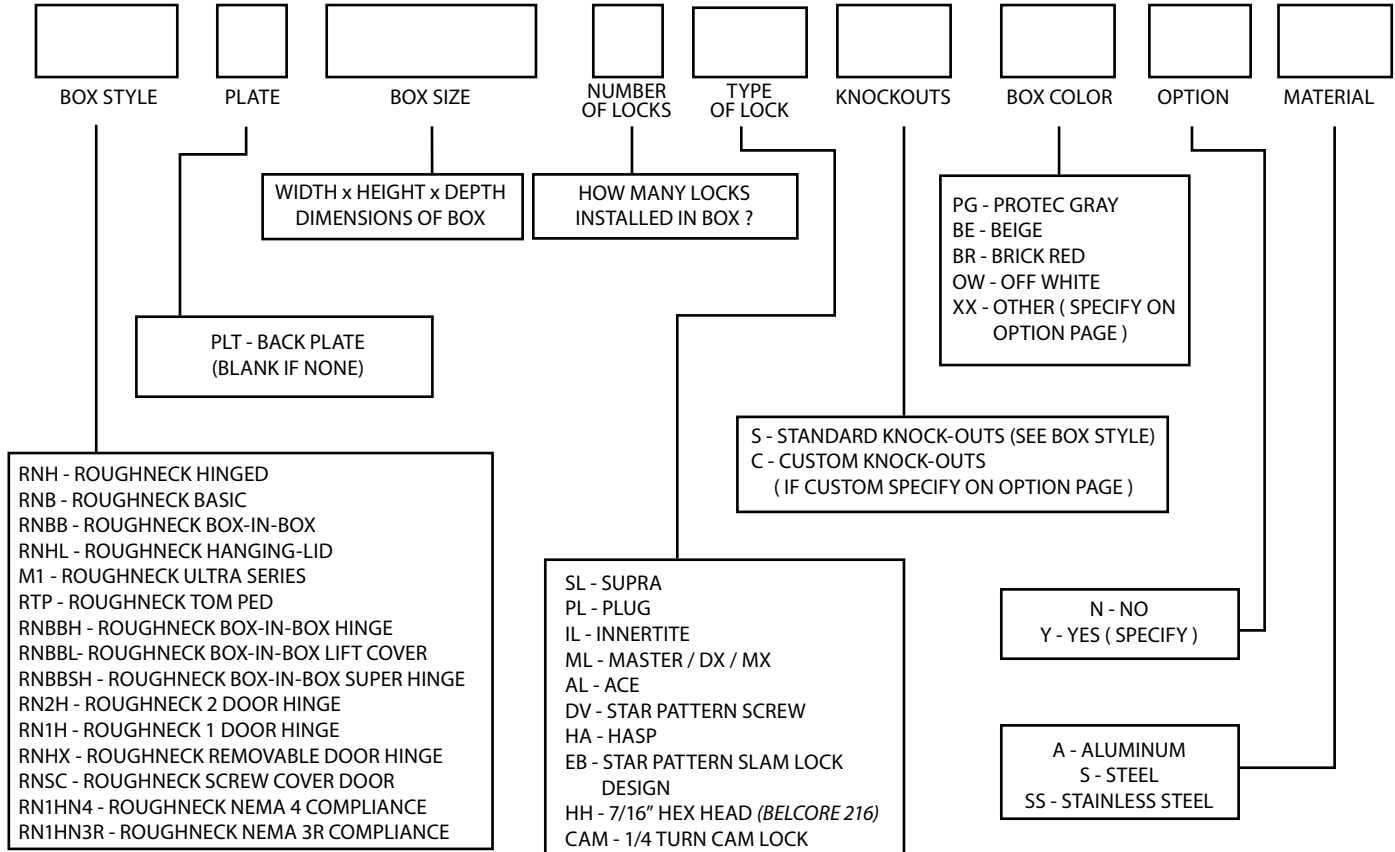 BOX STYLE
PLATE
BOX SIZE
NUMBER
OF LOCKS
TYPE
OF LOCK
KNOCKOUTS
BOX COLOR
OPTION
MATERIAL
WIDTH x HEIGHT x DEPTH
DIMENSIONS OF BOX
HOW MANY LOCKS
INSTALLED IN BOX ?
PG - PROTEC GRAY
BE - BEIGE
BR - BRICK RED
OW - OFF WHITE
XX - OTHER ( SPECIFY ON
OPTION PAGE )
PLT - BACK PLATE
(BLANK IF NONE)
S - STANDARD KNOCK-OUTS (SEE BOX STYLE)
C - CUSTOM KNOCK-OUTS
( IF CUSTOM SPECIFY ON OPTION PAGE )
RNH - ROUGHNECK HINGED
RNB - ROUGHNECK BASIC
RNBB - ROUGHNECK BOX-IN-BOX
RNHL - ROUGHNECK HANGING-LID
M1 - ROUGHNECK ULTRA SERIES
RTP - ROUGHNECK TOM PED
RNBBH - ROUGHNECK BOX-IN-BOX HINGE
RNBBL- ROUGHNECK BOX-IN-BOX LIFT COVER
RNBBSH - ROUGHNECK BOX-IN-BOX SUPER HINGE
RN2H - ROUGHNECK 2 DOOR HINGE
RN1H - ROUGHNECK 1 DOOR HINGE
RNHX - ROUGHNECK REMOVABLE DOOR HINGE
RNSC - ROUGHNECK SCREW COVER DOOR
RN1HN4 - ROUGHNECK NEMA 4 COMPLIANCE
RN1HN3R - ROUGHNECK NEMA 3R COMPLIANCE
SL - SUPRA
PL - PLUG
IL - INNERTITE
ML - MASTER / DX / MX
AL - ACE
DV - STAR PATTERN SCREW
HA - HASP
EB - STAR PATTERN SLAM LOCK
DESIGN
HH - 7/16” HEX HEAD (BELCORE 216)
CAM - 1/4 TURN CAM LOCK
N - NO
Y - YES ( SPECIFY )
A - ALUMINUM
S - STEEL
SS - STAINLESS STEEL